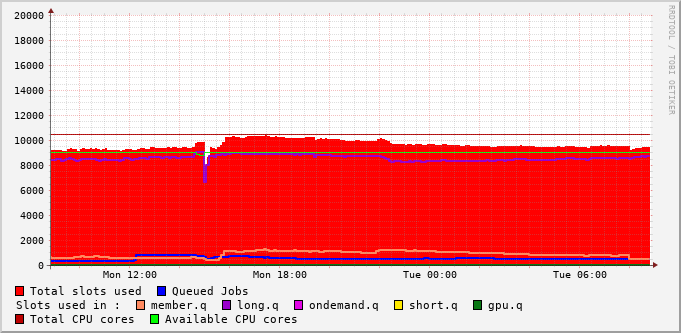 20000
18000
16000
14000
12000
10000
8000
6000
4000
2000
0
Mon 12:00 Mon 18:00 Tue 00:00 Tue 06:00
RRDTOOL / TOBI OETIKER
Total slots used Queued Jobs
Slots used in : member.q long.q ondemand.q short.q gpu.q
Total CPU cores Available CPU cores